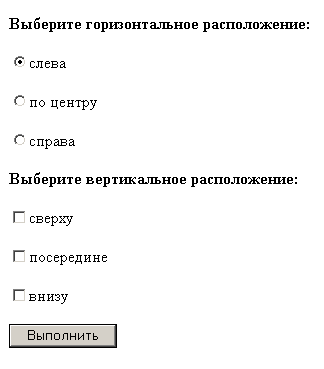 Выберите горизонтальное расположение:
слева
по центру
справа
Выберите вертикальное расположение:
сверху
посередине
внизу
Выполнить